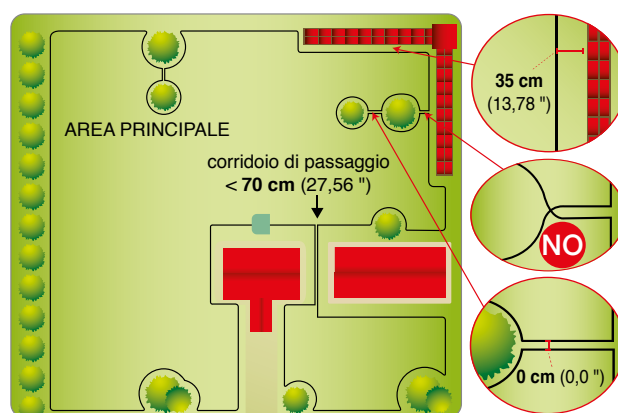 35 cm
(13,78 ")
AREA PRINCIPALE
corridoio di passaggio
< 70 cm (27,56 ")
NO
0 cm (0,0 ")